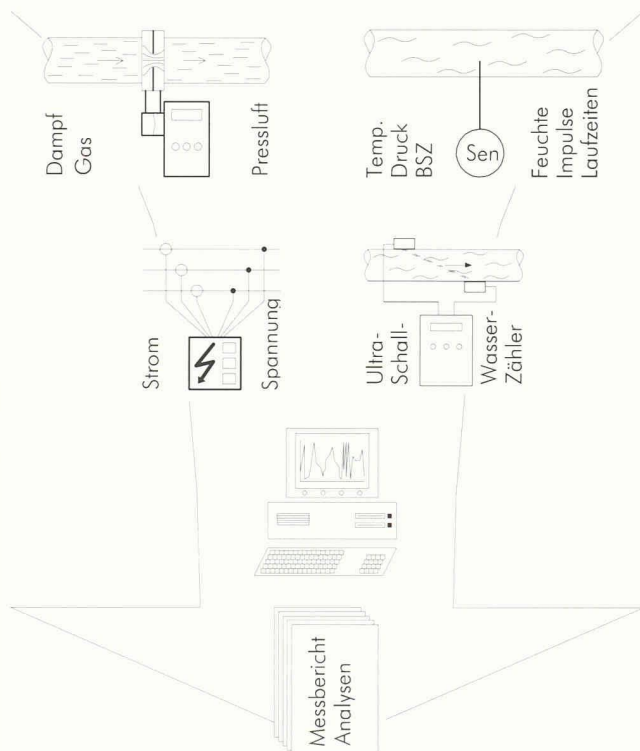 Dampf
Gas
Pressluft
Temp.
Druck
BSZ
Sen
Feuchte
Impulse
Laufzeiten
Strom
Spannung
Ultra-
Schall-
Wasser-
Zähler
Messbericht
Analysen